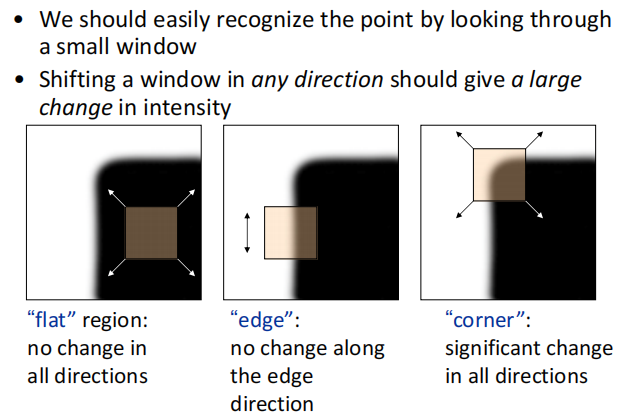 • We should easily recognize the point by looking through
a small window
• Shifting a window in any direction should give a large
change in intensity
“flat” region:
no change in
all directions
“edge”:
no change along
the edge
direction
“corner”:
significant change
in all directions